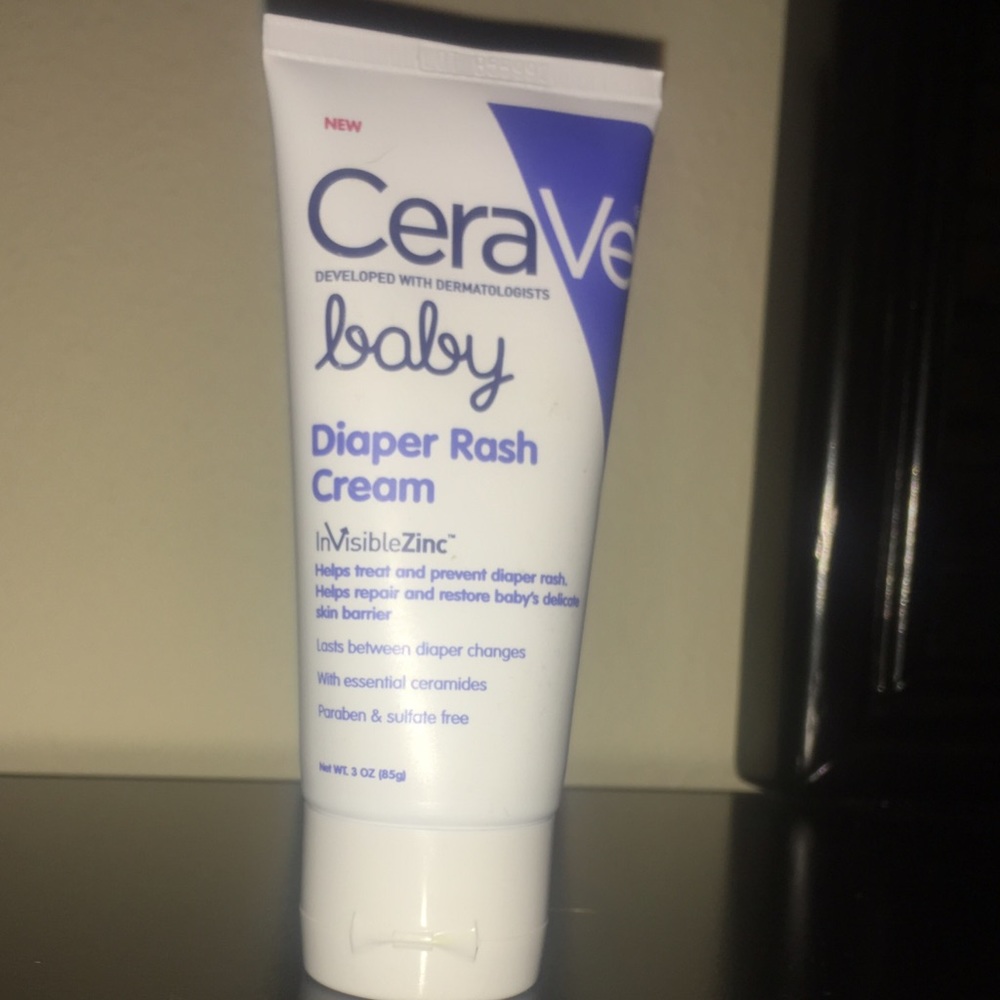 NEW
CeraVe
DEVELOPED WITH DERMATOLOGISTS
baby
Diaper Rash
Cream
InVisibleZinc™
Helps treat and prevent diaper rash.
Helps repair and restore baby's delicate
skin barrier
Lasts between diaper changes
With essential ceramides
Paraben & sulfate free
Net WT. 3 OZ (85g)